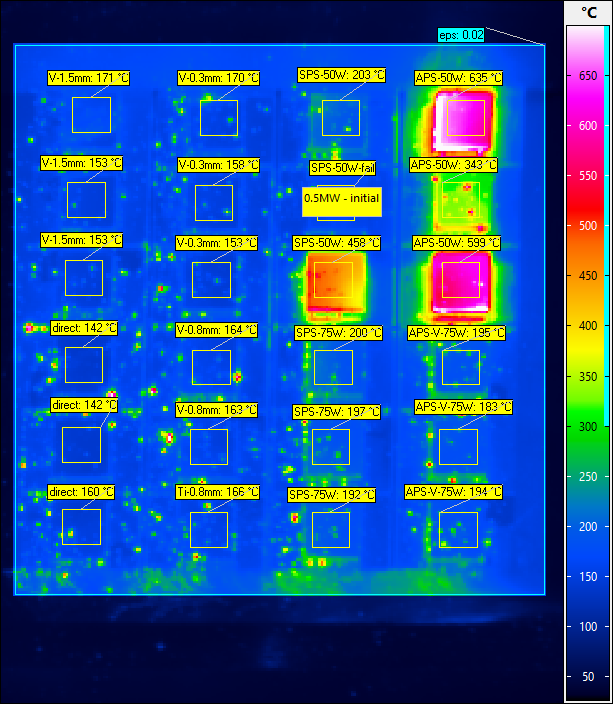 °C
eps: 0.02
V-1.5mm: 171 °C
V-0.3mm: 170 °C
SPS-50W: 203 °C
APS-50W: 635 °C
V-1.5mm: 153 °C
V-0.3mm: 158 °C
SPS-50W-fail
APS-50W: 343 °C
0.5MW - initial
V-1.5mm: 153 °C
V-0.3mm: 153 °C
SPS-50W: 458 °C
APS-50W: 599 °C
direct: 142 °C
V-0.8mm: 164 °C
SPS-75W: 200 °C
APS-V-75W: 195 °C
direct: 142 °C
V-0.8mm: 163 °C
SPS-75W: 197 °C
APS-V-75W: 183 °C
direct: 160 °C
Ti-0.8mm: 166 °C
SPS-75W: 192 °C
APS-V-75W: 194 °C
650
600
550
500
450
400
350
300
250
200
150
100
50